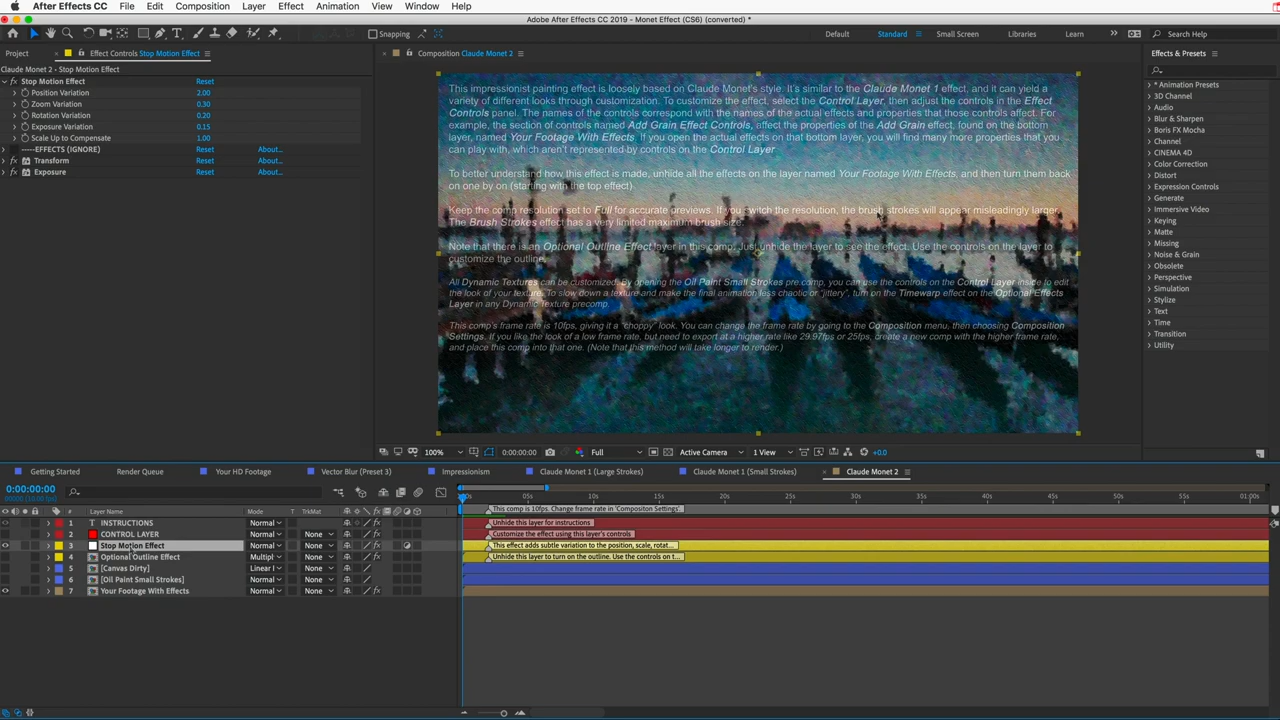 After Effects CC File Edit Composition Layer Effect Animation View Window Help
Adobe After Effects CC 2019 - Monet Effect (CS6) (converted) *
Snapping Default Standard Small Screen Libraries Learn Search Help
Project Effect Controls Stop Motion Effect Composition Claude Monet 2 Effects & Presets
Claude Monet 2 • Stop Motion Effect
Stop Motion Effect Reset
Position Variation 2.00
Zoom Variation 0.30
Rotation Variation 0.20
Exposure Variation 0.15
Scale Up to Compensate 1.00
-----EFFECTS (IGNORE) Reset About...
Transform Reset About...
Exposure Reset About...
This impressionist painting effect is loosely based on Claude Monet's style. It's similar to the Claude Monet 1 effect, and it can yield a
variety of different looks through customization. To customize the effect, select the Control Layer, then adjust the controls in the Effect
Controls panel. The names of the controls correspond with the names of the actual effects and properties that those controls affect. For
example, the section of controls named Add Grain Effect Controls, affect the properties of the Add Grain effect, found on the bottom
layer, named Your Footage With Effects. If you open the actual effects on that bottom layer, you will find many more properties that you
can play with, which aren't represented by controls on the Control Layer.
To better understand how this effect is made, unhide all the effects on the layer named Your Footage With Effects, and then turn them back
on one by on (starting with the top effect)
Keep the comp resolution set to Full for accurate previews. If you switch the resolution, the brush strokes will appear misleadingly larger.
The Brush Strokes effect has a very limited maximum brush size.
Note that there is an Optional Outline Effect layer in this comp. Just unhide the layer to see the effect. Use the controls on the layer to
customize the outline.
All Dynamic Textures can be customized. By opening the Oil Paint Small Strokes pre comp, you can use the controls on the Control Layer inside to edit
the look of your texture. To slow down a texture and make the final animation less chaotic or "jittery", turn on the Timewarp effect on the Optional Effects
Layer in any Dynamic Texture precomp.
This comp's frame rate is 10fps, giving it a "choppy" look. You can change the frame rate by going to the Composition menu, then choosing Composition
Settings. If you like the look of a low frame rate, but need to export at a higher rate like 29.97fps or 25fps, create a new comp with the higher frame rate,
and place this comp into that one. (Note that this method will take longer to render.)
* Animation Presets
3D Channel
Audio
Blur & Sharpen
Boris FX Mocha
Channel
CINEMA 4D
Color Correction
Distort
Expression Controls
Generate
Immersive Video
Keying
Matte
Missing
Noise & Grain
Obsolete
Perspective
Simulation
Stylize
Text
Time
Transition
Utility
100% 0:00:00:00 Full Active Camera 1 View +0.0
Getting Started Render Queue Your HD Footage Vector Blur (Preset 3) Impressionism Claude Monet 1 (Large Strokes) Claude Monet 1 (Small Strokes) Claude Monet 2
0:00:00:00
00000 (10.00 fps)
05s 10s 15s 20s 25s 30s 35s 40s 45s 50s 55s 01:00s
# Layer Name Mode T TrkMat Parent & Link
This comp is 10fps. Change frame rate in 'Compositon Settings'.
1 T INSTRUCTIONS Normal None Unhide this layer for instructions
2 CONTROL LAYER Normal None Customize the effect using this layer's controls
3 Stop Motion Effect Normal None This effect adds subtle variation to the position, scale, rotat...
4 Optional Outline Effect Multipl None Unhide this layer to turn on the outline. Use the controls on t...
5 [Canvas Dirty] Linear I None
6 [Oil Paint Small Strokes] Normal None
7 Your Footage With Effects Normal None